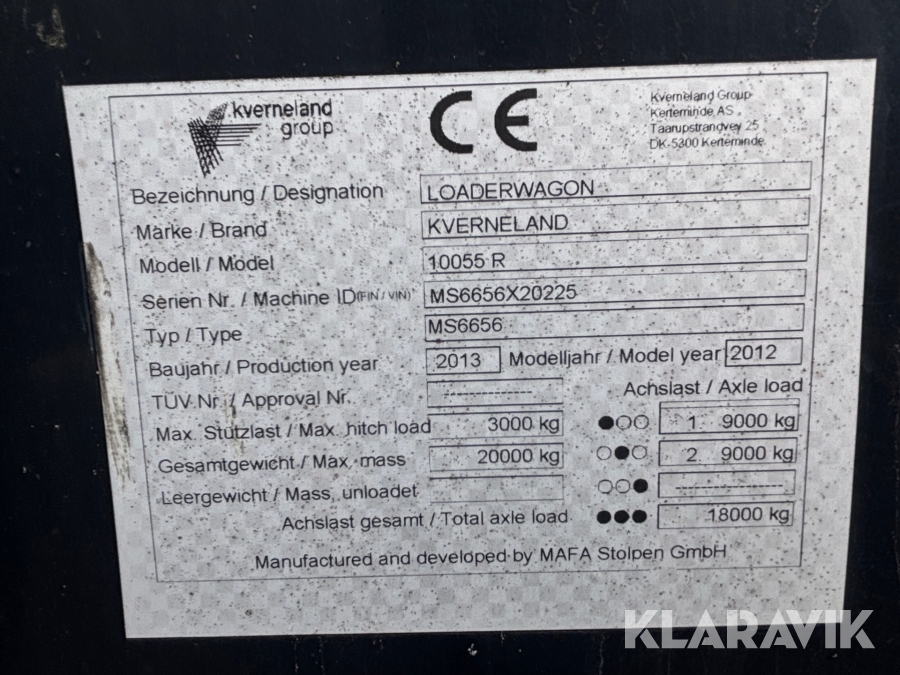 kverneland
group
CE
Kverneland Group
Kerteminde AS
Taarupstrandvej 25
DK-5300 Kerteminde
Bezeichnung / Designation LOADERWAGON
Marke / Brand KVERNELAND
Modell / Model 10055 R
Serien Nr. / Machine ID(FIN / VIN) MS6656X20225
Typ / Type MS6656
Baujahr / Production year 2013 Modelljahr / Model year 2012
TÜV Nr. / Approval Nr. -------------- Achslast / Axle load
Max. Stützlast / Max. hitch load 3000 kg ●○○ 1. 9000 kg
Gesamtgewicht / Max. mass 20000 kg ○●○ 2. 9000 kg
Leergewicht / Mass, unloadet ○○● --------------
Achslast gesamt / Total axle load ●●● 18000 kg
Manufactured and developed by MAFA Stolpen GmbH
KLARAVIK